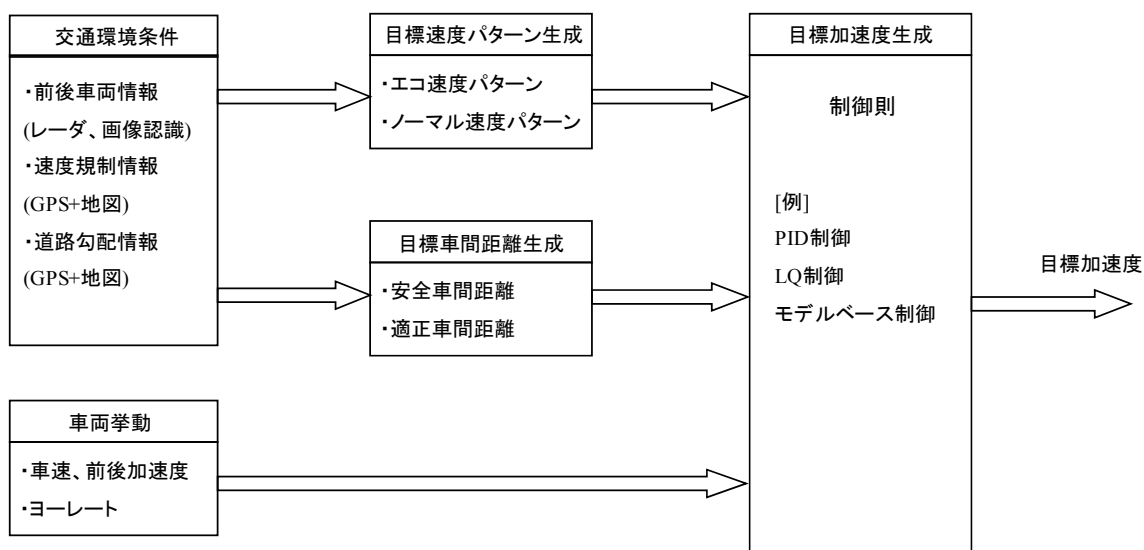 交通環境条件
・前後車両情報
(レーダ、画像認識)
・速度規制情報
(GPS+地図)
・道路勾配情報
(GPS+地図)
目標速度パターン生成
・エコ速度パターン
・ノーマル速度パターン
目標車間距離生成
・安全車間距離
・適正車間距離
車両挙動
・車速、前後加速度
・ヨーレート
目標加速度生成
制御則
[例]
PID制御
LQ制御
モデルベース制御
目標加速度